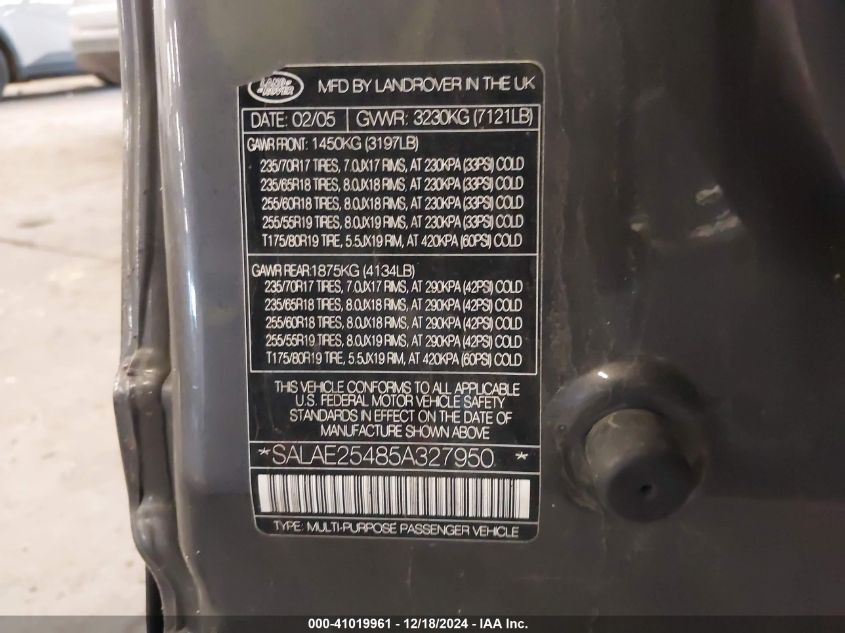 LAND ROVER
MFD BY LANDROVER IN THE UK
DATE: 02/05 GVWR: 3230KG (7121LB)
GAWR FRONT: 1450KG (3197LB)
235/70R17 TIRES, 7.0JX17 RIMS, AT 230KPA (33PSI) COLD
235/65R18 TIRES, 8.0JX18 RIMS, AT 230KPA (33PSI) COLD
255/60R18 TIRES, 8.0JX18 RIMS, AT 230KPA (33PSI) COLD
255/55R19 TIRES, 8.0JX19 RIMS, AT 230KPA (33PSI) COLD
T175/80R19 TIRE, 5.5JX19 RIM, AT 420KPA (60PSI) COLD
GAWR REAR: 1875KG (4134LB)
235/70R17 TIRES, 7.0JX17 RIMS, AT 290KPA (42PSI) COLD
235/65R18 TIRES, 8.0JX18 RIMS, AT 290KPA (42PSI) COLD
255/60R18 TIRES, 8.0JX18 RIMS, AT 290KPA (42PSI) COLD
255/55R19 TIRES, 8.0JX19 RIMS, AT 290KPA (42PSI) COLD
T175/80R19 TIRE, 5.5JX19 RIM, AT 420KPA (60PSI) COLD
THIS VEHICLE CONFORMS TO ALL APPLICABLE
U.S. FEDERAL MOTOR VEHICLE SAFETY
STANDARDS IN EFFECT ON THE DATE OF
MANUFACTURE SHOWN ABOVE
*SALAE25485A327950 *
TYPE: MULTI-PURPOSE PASSENGER VEHICLE
000-41019961 - 12/18/2024 - IAA Inc.